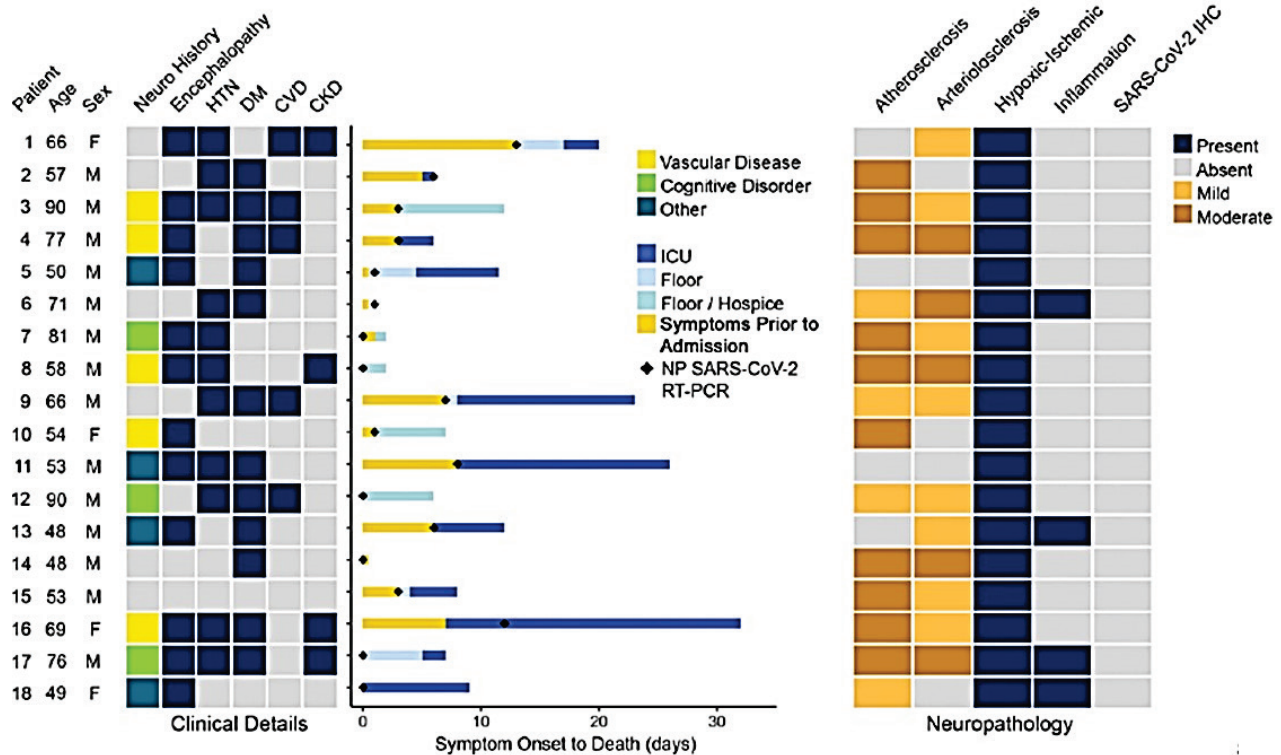 Patient
Age
Sex
Neuro History
Encephalopathy
HTN
DM
CVD
CKD
Atherosclerosis
Arteriolosclerosis
Hypoxic-Ischemic
Inflammation
SARS-CoV-2 IHC
1 66 F
2 57 M
3 90 M
4 77 M
5 50 M
6 71 M
7 81 M
8 58 M
9 66 M
10 54 F
11 53 M
12 90 M
13 48 M
14 48 M
15 53 M
16 69 F
17 76 M
18 49 F
Vascular Disease
Cognitive Disorder
Other
ICU
Floor
Floor / Hospice
Symptoms Prior to
Admission
NP SARS-CoV-2
RT-PCR
Present
Absent
Mild
Moderate
0 10 20 30
Clinical Details
Symptom Onset to Death (days)
Neuropathology